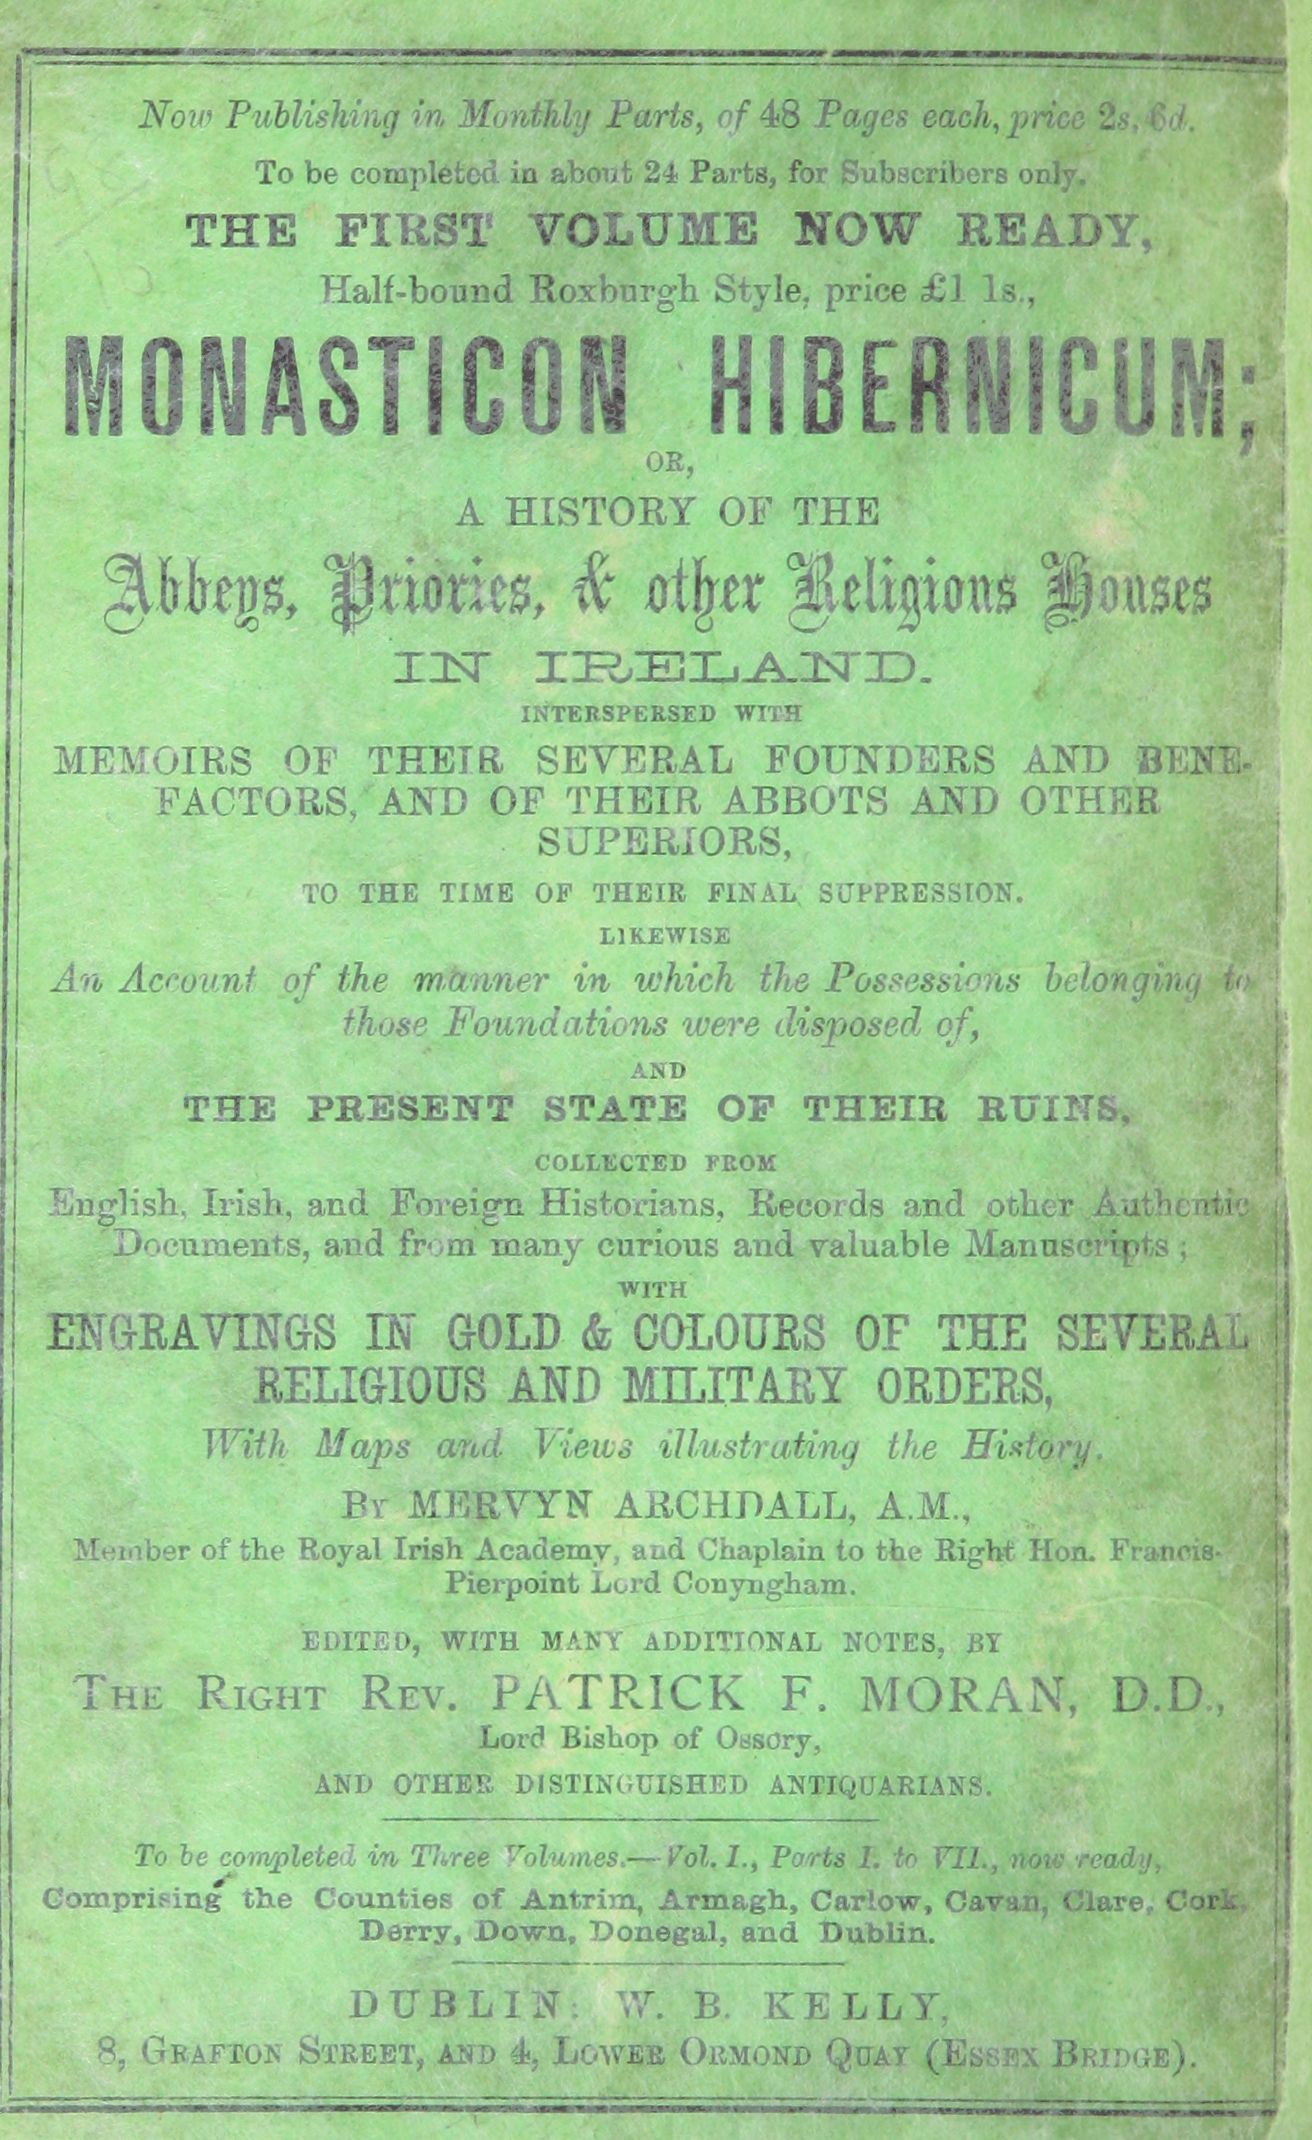 Now Publishing in Monthly Parts, of 48 Pages each, price 2s. 6d.
To be completed in about 24 Parts, for Subscribers only.
THE FIRST VOLUME NOW READY,
Half-bound Roxburgh Style, price £1 1s.,
MONASTICON HIBERNICUM;
OR,
A HISTORY OF THE
Abbeys, Priories, & other Religious Houses
IN IRELAND.
INTERSPERSED WITH
MEMOIRS OF THEIR SEVERAL FOUNDERS AND BENE-
FACTORS, AND OF THEIR ABBOTS AND OTHER
SUPERIORS,
TO THE TIME OF THEIR FINAL SUPPRESSION.
LIKEWISE
An Account of the manner in which the Possessions belonging to
those Foundations were disposed of,
AND
THE PRESENT STATE OF THEIR RUINS,
COLLECTED FROM
English, Irish, and Foreign Historians, Records and other Authentic
Documents, and from many curious and valuable Manuscripts;
WITH
ENGRAVINGS IN GOLD & COLOURS OF THE SEVERAL
RELIGIOUS AND MILITARY ORDERS,
With Maps and Views illustrating the History.
BY MERVYN ARCHDALL, A.M.,
Member of the Royal Irish Academy, and Chaplain to the Right Hon. Francis-
Pierpoint Lord Conyngham.
EDITED, WITH MANY ADDITIONAL NOTES, BY
THE RIGHT REV. PATRICK F. MORAN, D.D.,
Lord Bishop of Ossory,
AND OTHER DISTINGUISHED ANTIQUARIANS.
To be completed in Three Volumes.—Vol. I., Parts I. to VII., now ready,
Comprising the Counties of Antrim, Armagh, Carlow, Cavan, Clare, Cork,
Derry, Down, Donegal, and Dublin.
DUBLIN: W. B. KELLY,
8, GRAFTON STREET, AND 4, LOWER ORMOND QUAY (ESSEX BRIDGE).